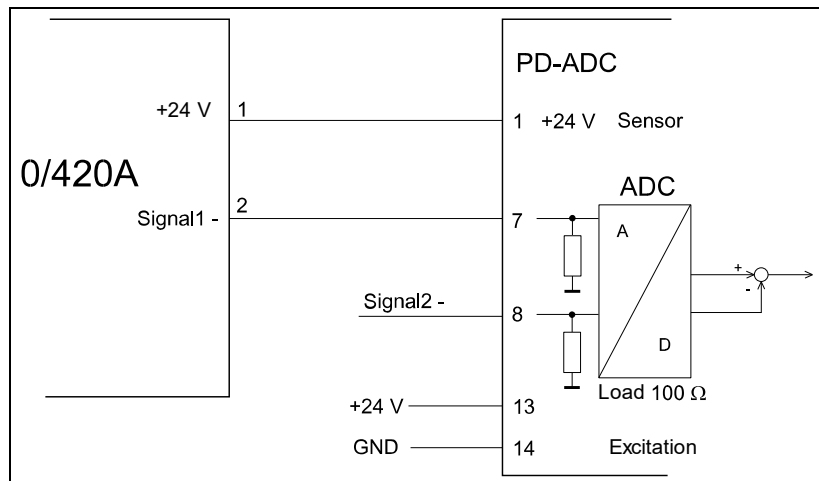 PD-ADC
+24 V 1
1 +24 V Sensor
0/420A
ADC
Signal1 - 2
7
A
+
-
Signal2 -
8
D
Load 100 Ω
+24 V 13
GND 14 Excitation